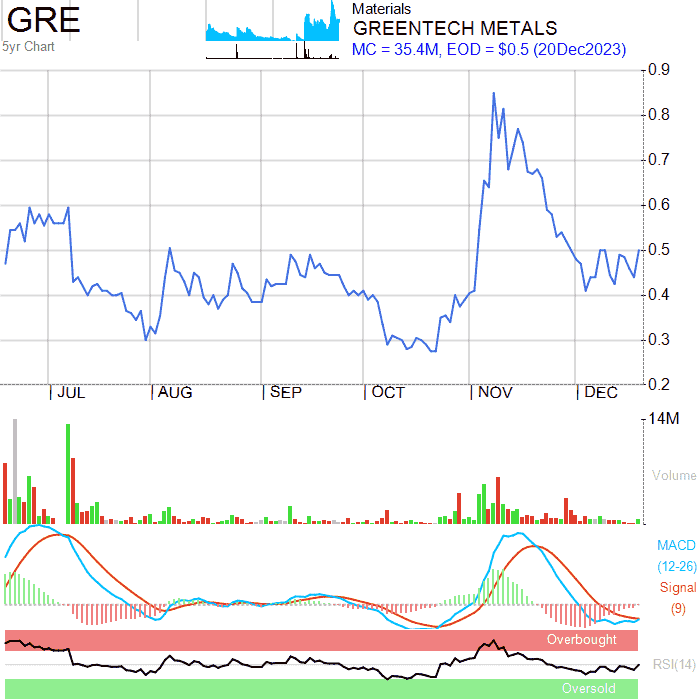 GRE
5yr Chart
Materials
GREENTECH METALS
MC = 35.4M, EOD = $0.5 (20Dec2023)
0.9
0.8
0.7
0.6
0.5
0.4
0.3
0.2
JUL
AUG
SEP
OCT
NOV
DEC
14M
Volume
MACD
(12-26)
Signal
(9)
Overbought
RSI(14)
Oversold